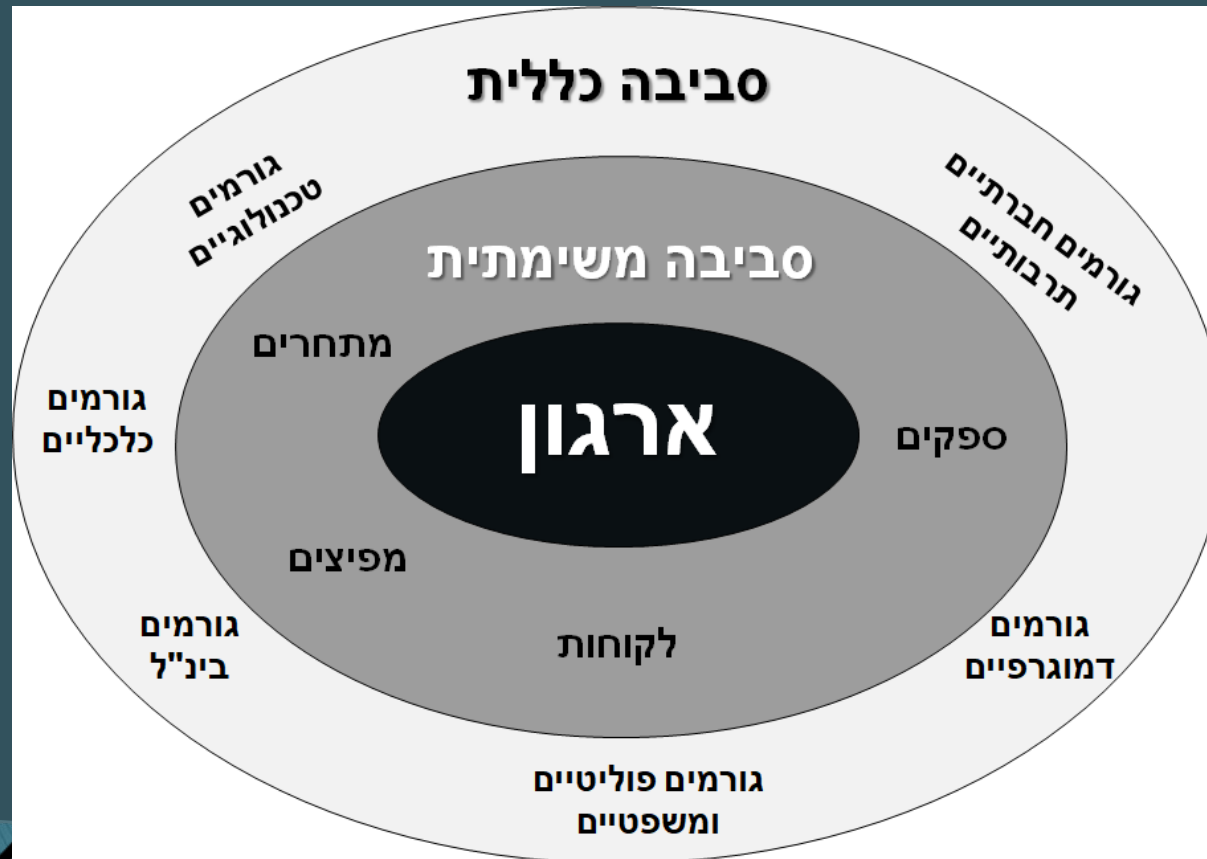 סביבה כללית
גורמים
טכנולוגיים
גורמים חברתיים
תרבותיים
סביבה משימתית
מתחרים
ארגון
ספקים
גורמים
כלכליים
מפיצים
לקוחות
גורמים
בינ"ל
גורמים
דמוגרפיים
גורמים פוליטיים
ומשפטיים